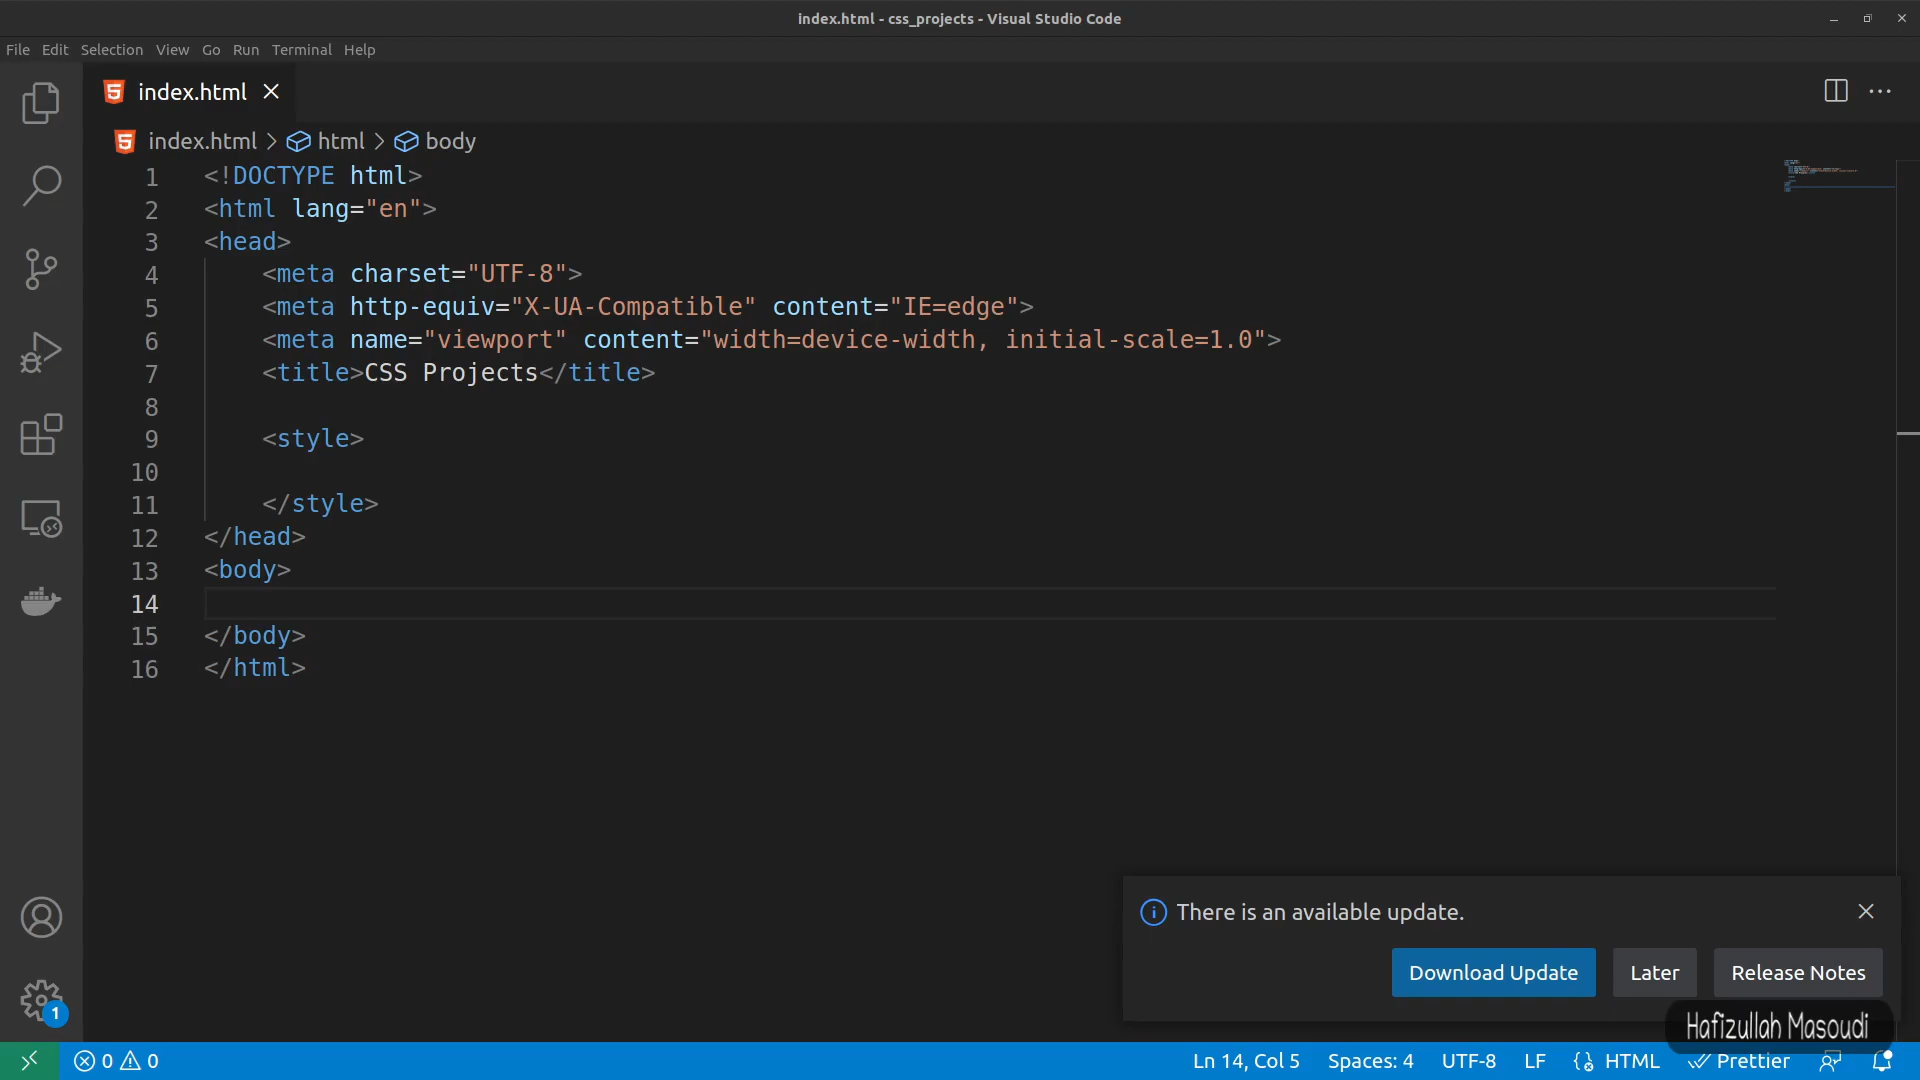 index.html - css_projects - Visual Studio Code
File Edit Selection View Go Run Terminal Help
index.html
index.html > html > body
1 <!DOCTYPE html>
2 <html lang="en">
3 <head>
4 <meta charset="UTF-8">
5 <meta http-equiv="X-UA-Compatible" content="IE=edge">
6 <meta name="viewport" content="width=device-width, initial-scale=1.0">
7 <title>CSS Projects</title>
8
9 <style>
10
11 </style>
12 </head>
13 <body>
14
15 </body>
16 </html>
There is an available update.
Download Update Later Release Notes
1
Hafizullah Masoudi
0 0 Ln 14, Col 5 Spaces: 4 UTF-8 LF HTML Prettier